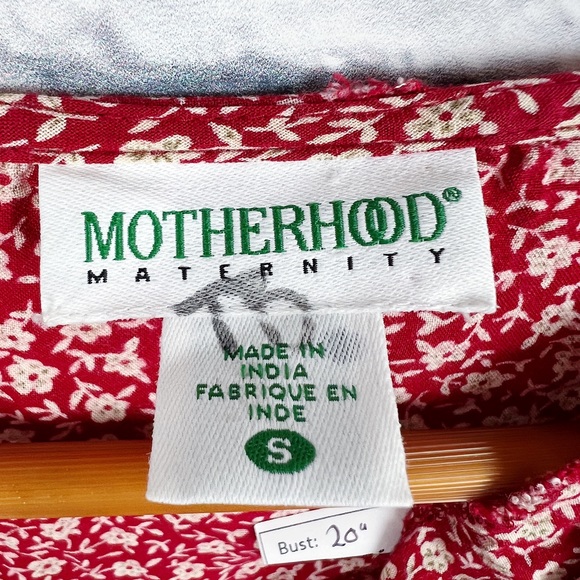 MOTHERHOOD®
MATERNITY
MADE IN
INDIA
FABRIQUE EN
INDE
S
Bust: 20"